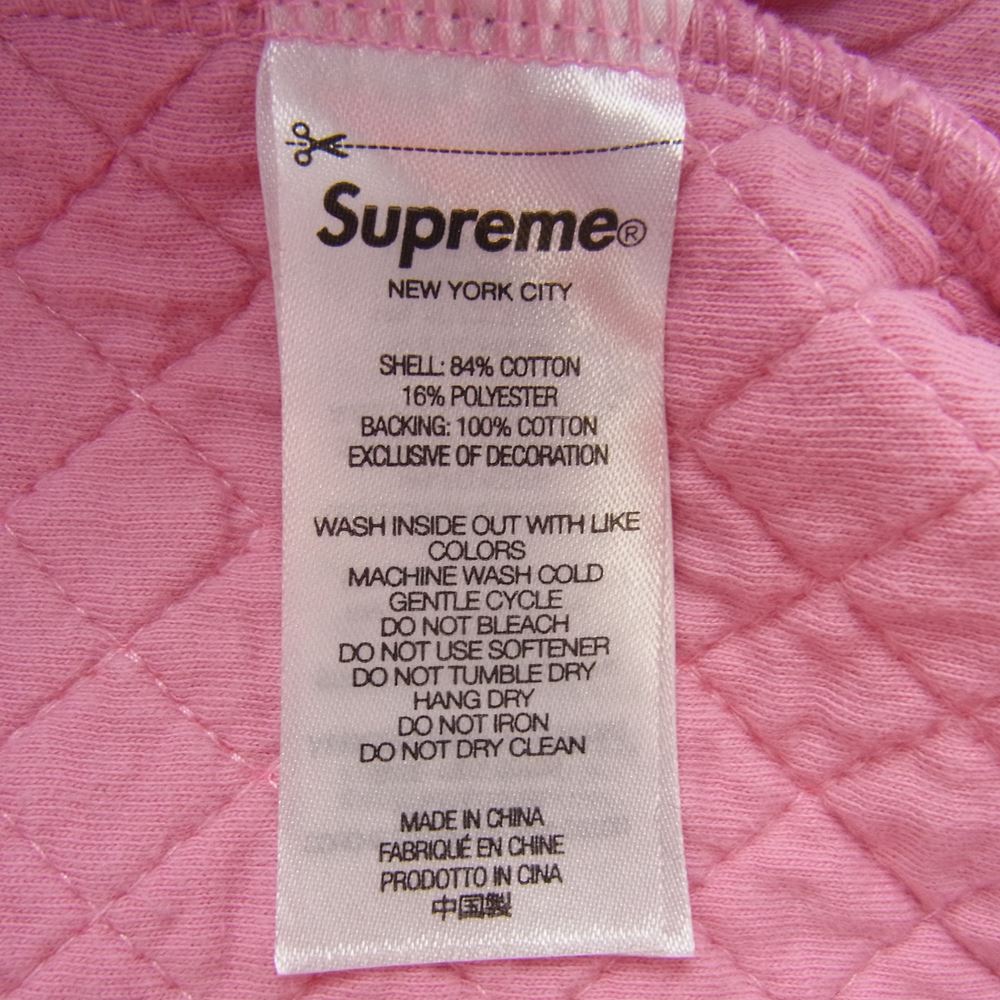 Supreme®
NEW YORK CITY
SHELL: 84% COTTON
16% POLYESTER
BACKING: 100% COTTON
EXCLUSIVE OF DECORATION
WASH INSIDE OUT WITH LIKE
COLORS
MACHINE WASH COLD
GENTLE CYCLE
DO NOT BLEACH
DO NOT USE SOFTENER
DO NOT TUMBLE DRY
HANG DRY
DO NOT IRON
DO NOT DRY CLEAN
MADE IN CHINA
FABRIQUÉ EN CHINE
PRODOTTO IN CINA
中国製